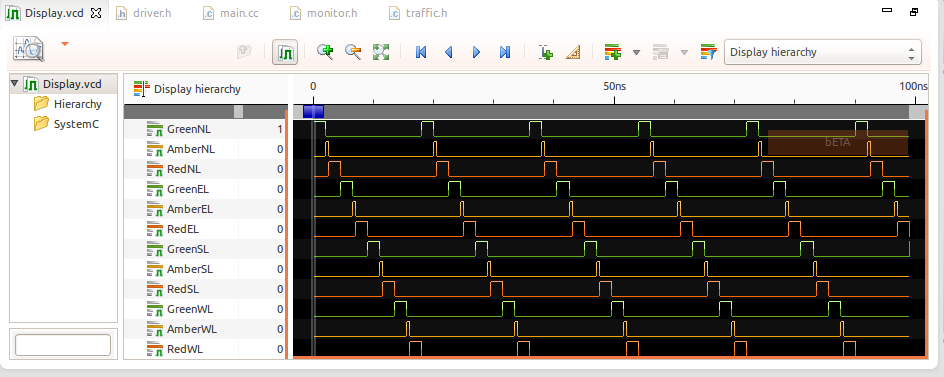 Display.vcd driver.h main.cc monitor.h traffic.h
Display hierarchy
Display.vcd
Hierarchy
SystemC
Display hierarchy
0 50ns 100ns
GreenNL 1
AmberNL 0
bETA
RedNL 0
GreenEL 0
AmberEL 0
RedEL 0
GreenSL 0
AmberSL 0
RedSL 0
GreenWL 0
AmberWL 0
RedWL 0